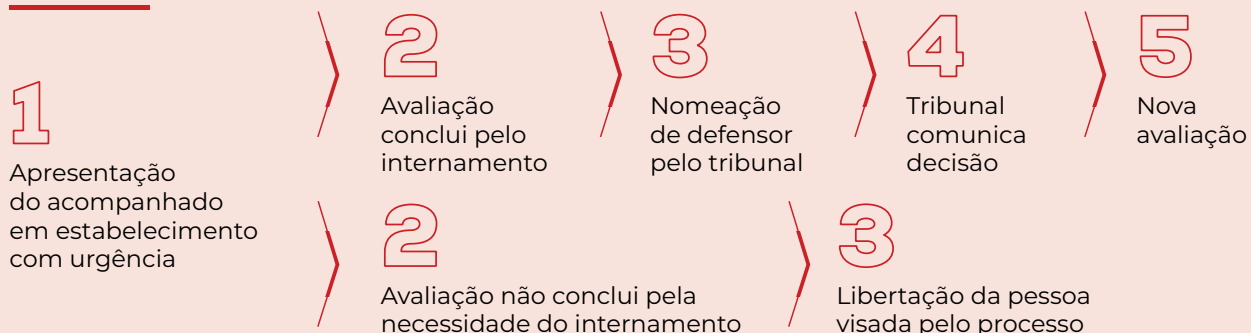 1
Apresentação
do acompanhado
em estabelecimento
com urgência
2
Avaliação
conclui pelo
internamento
3
Nomeação
de defensor
pelo tribunal
4
Tribunal
comunica
decisão
5
Nova
avaliação
2
Avaliação não conclui pela
necessidade do internamento
3
Libertação da pessoa
visada pelo processo